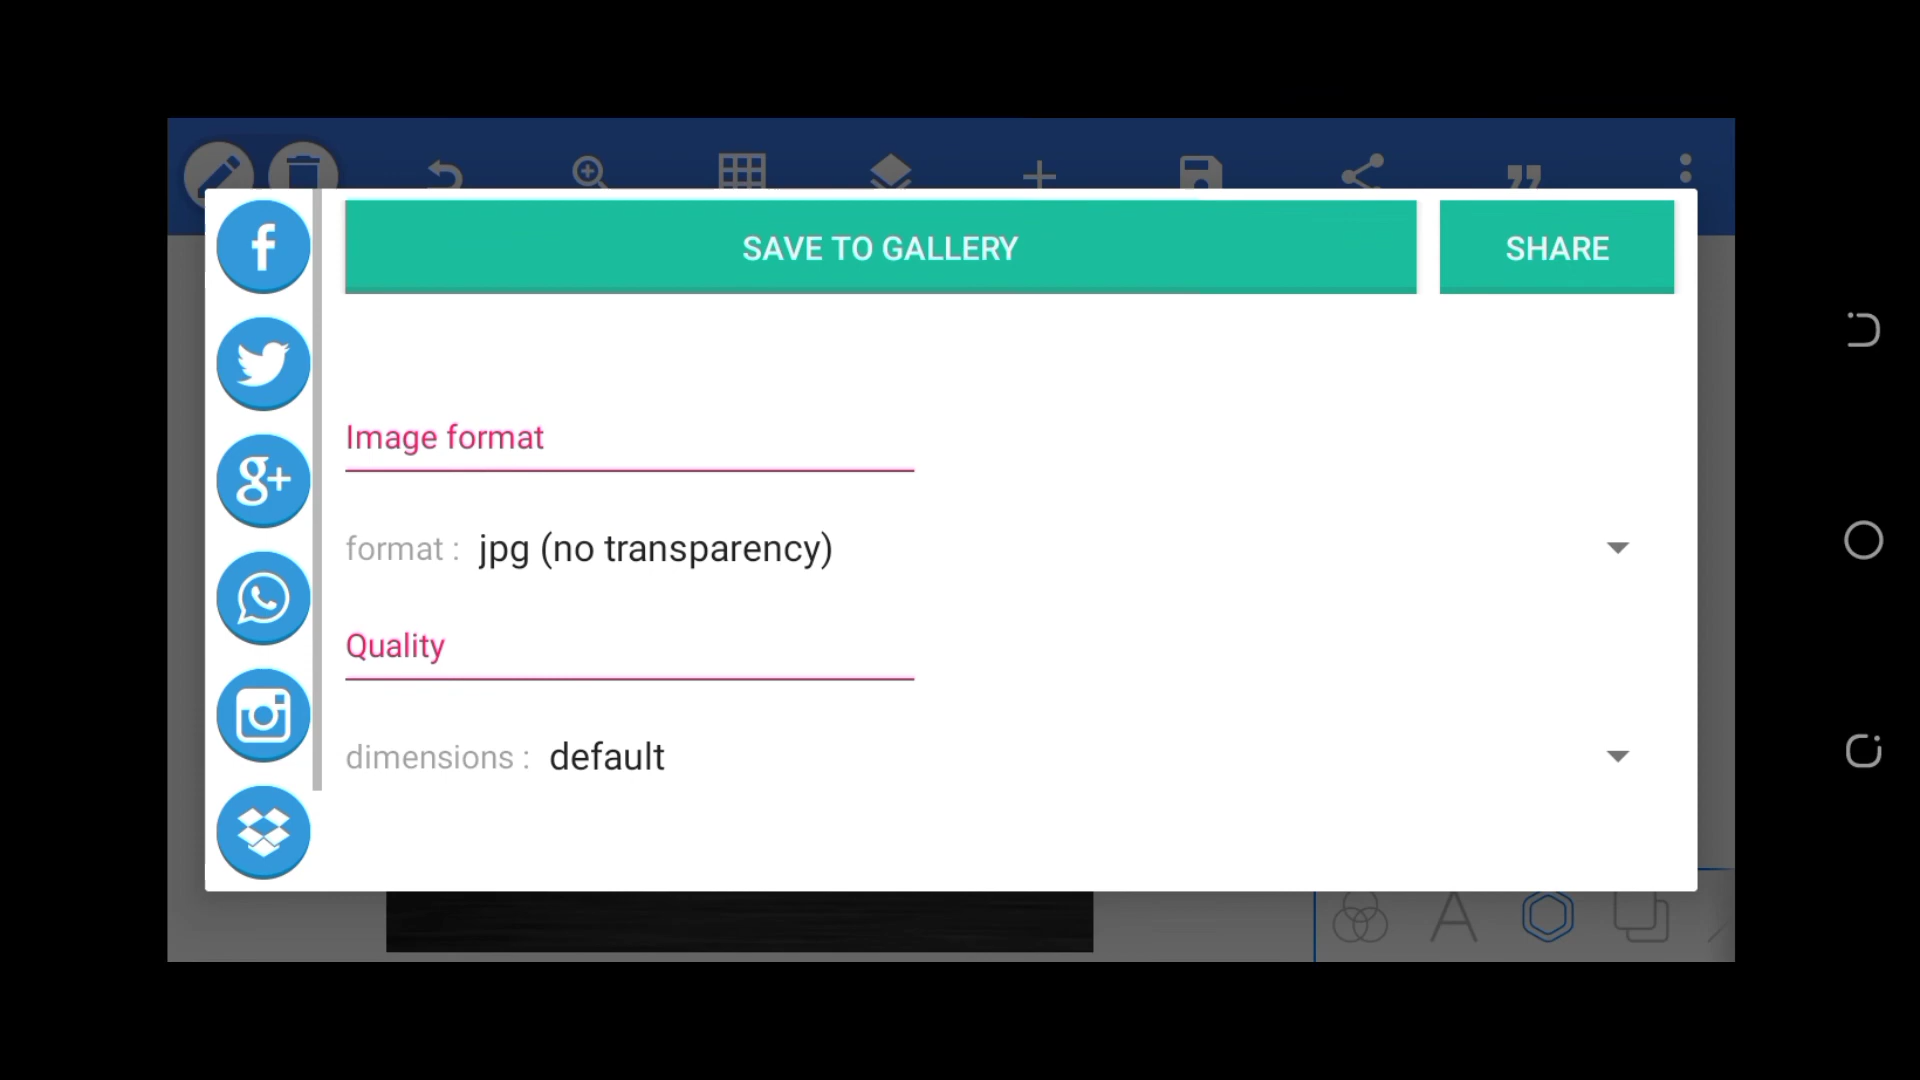 SAVE TO GALLERY
SHARE
Image format
format : jpg (no transparency)
Quality
dimensions : default